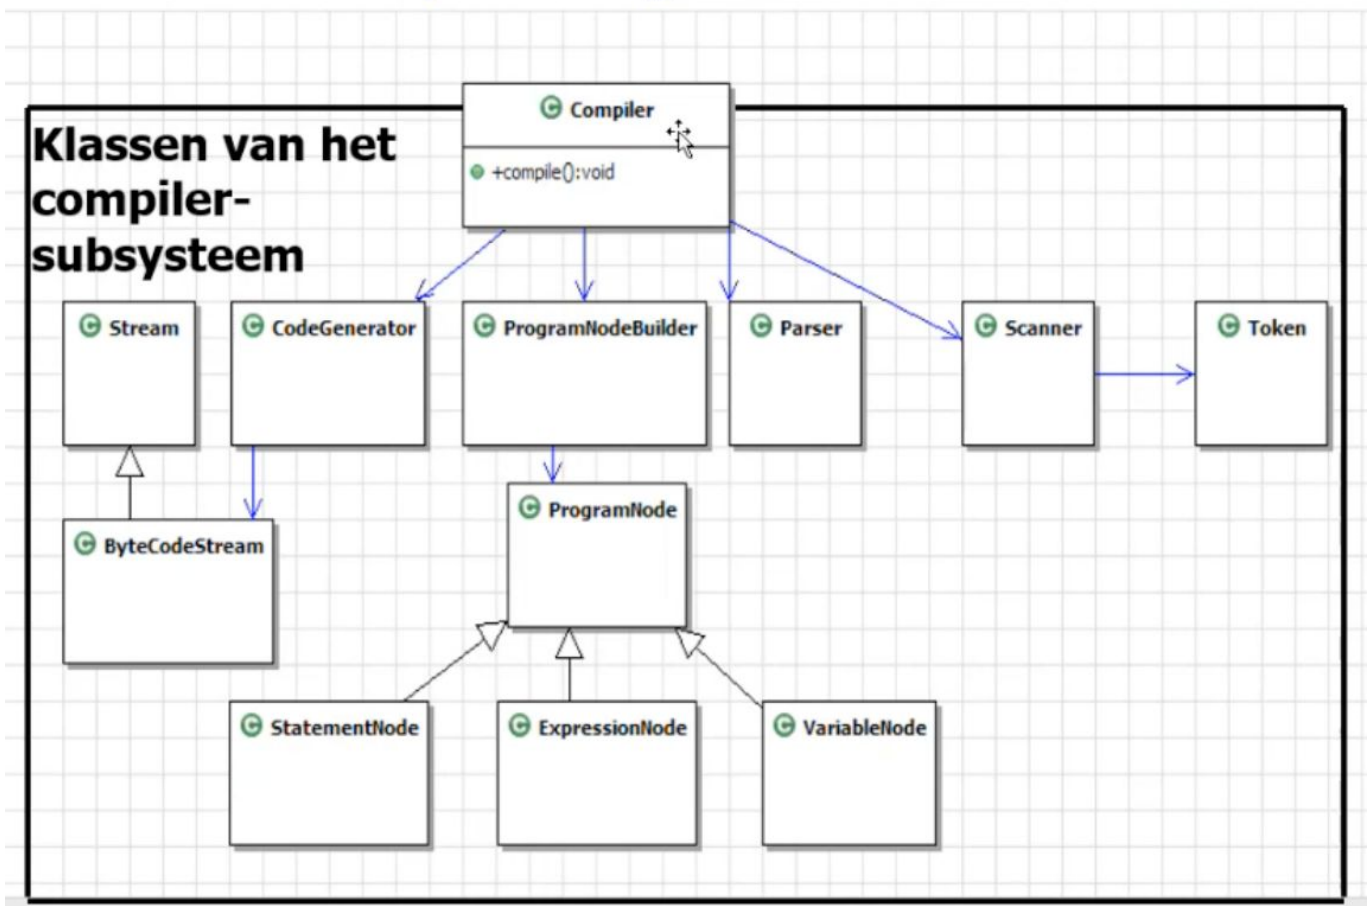 Compiler
Klassen van het
compiler-
subsysteem
+compile():void
Stream
CodeGenerator
ProgramNodeBuilder
Parser
Scanner
Token
ProgramNode
ByteCodeStream
StatementNode
ExpressionNode
VariableNode